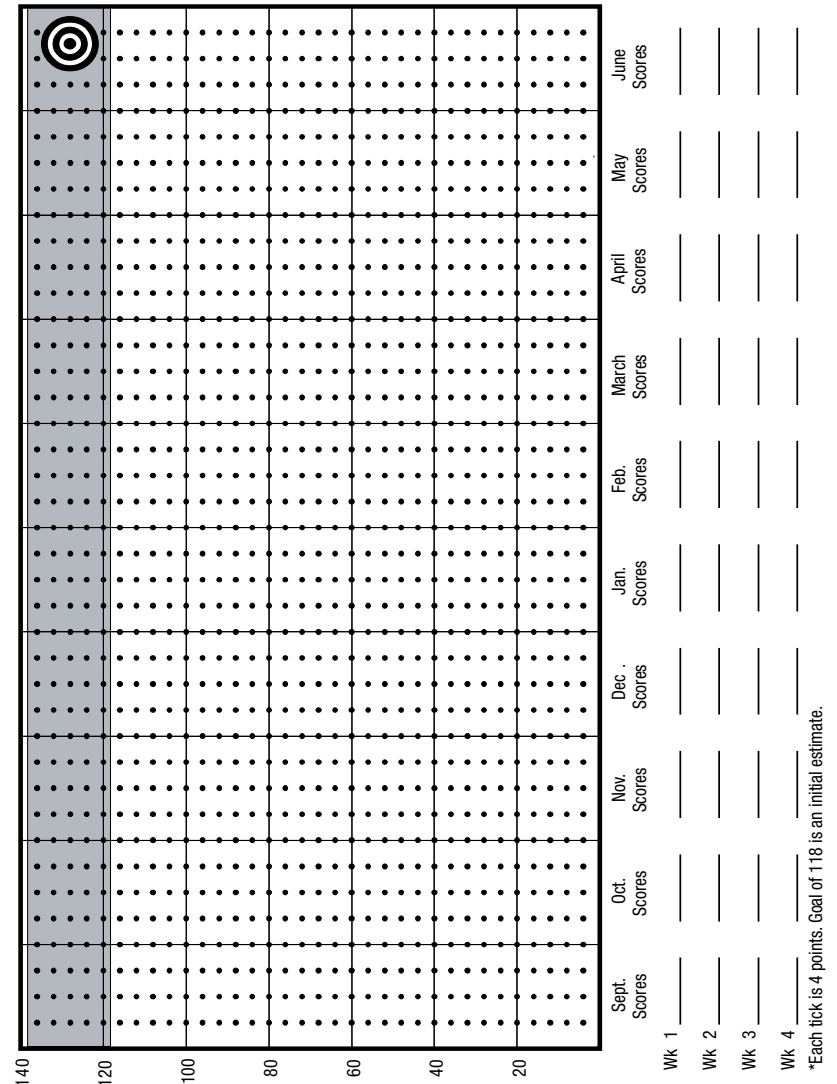 140
120
100
80
60
40
20
Sept. Scores
Oct. Scores
Nov. Scores
Dec . Scores
Jan. Scores
Feb. Scores
March Scores
April Scores
May Scores
June Scores
Wk 1
Wk 2
Wk 3
Wk 4
*Each tick is 4 points. Goal of 118 is an initial estimate.